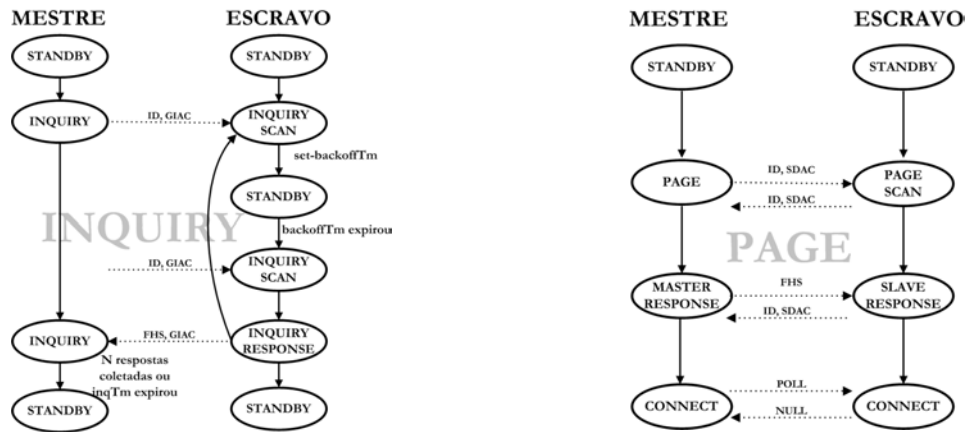 MESTRE
ESCRAVO
STANDBY
STANDBY
INQUIRY
ID, GIAC
INQUIRY
SCAN
set-backoffTm
STANDBY
INQUIRY
backoffTm expirou
ID, GIAC
INQUIRY
SCAN
INQUIRY
FHS, GIAC
INQUIRY
RESPONSE
N respostas
coletadas ou
inqTm expirou
STANDBY
STANDBY
MESTRE
ESCRAVO
STANDBY
STANDBY
PAGE
ID, SDAC
PAGE
SCAN
ID, SDAC
PAGE
MASTER
RESPONSE
FHS
SLAVE
RESPONSE
ID, SDAC
CONNECT
POLL
CONNECT
NULL